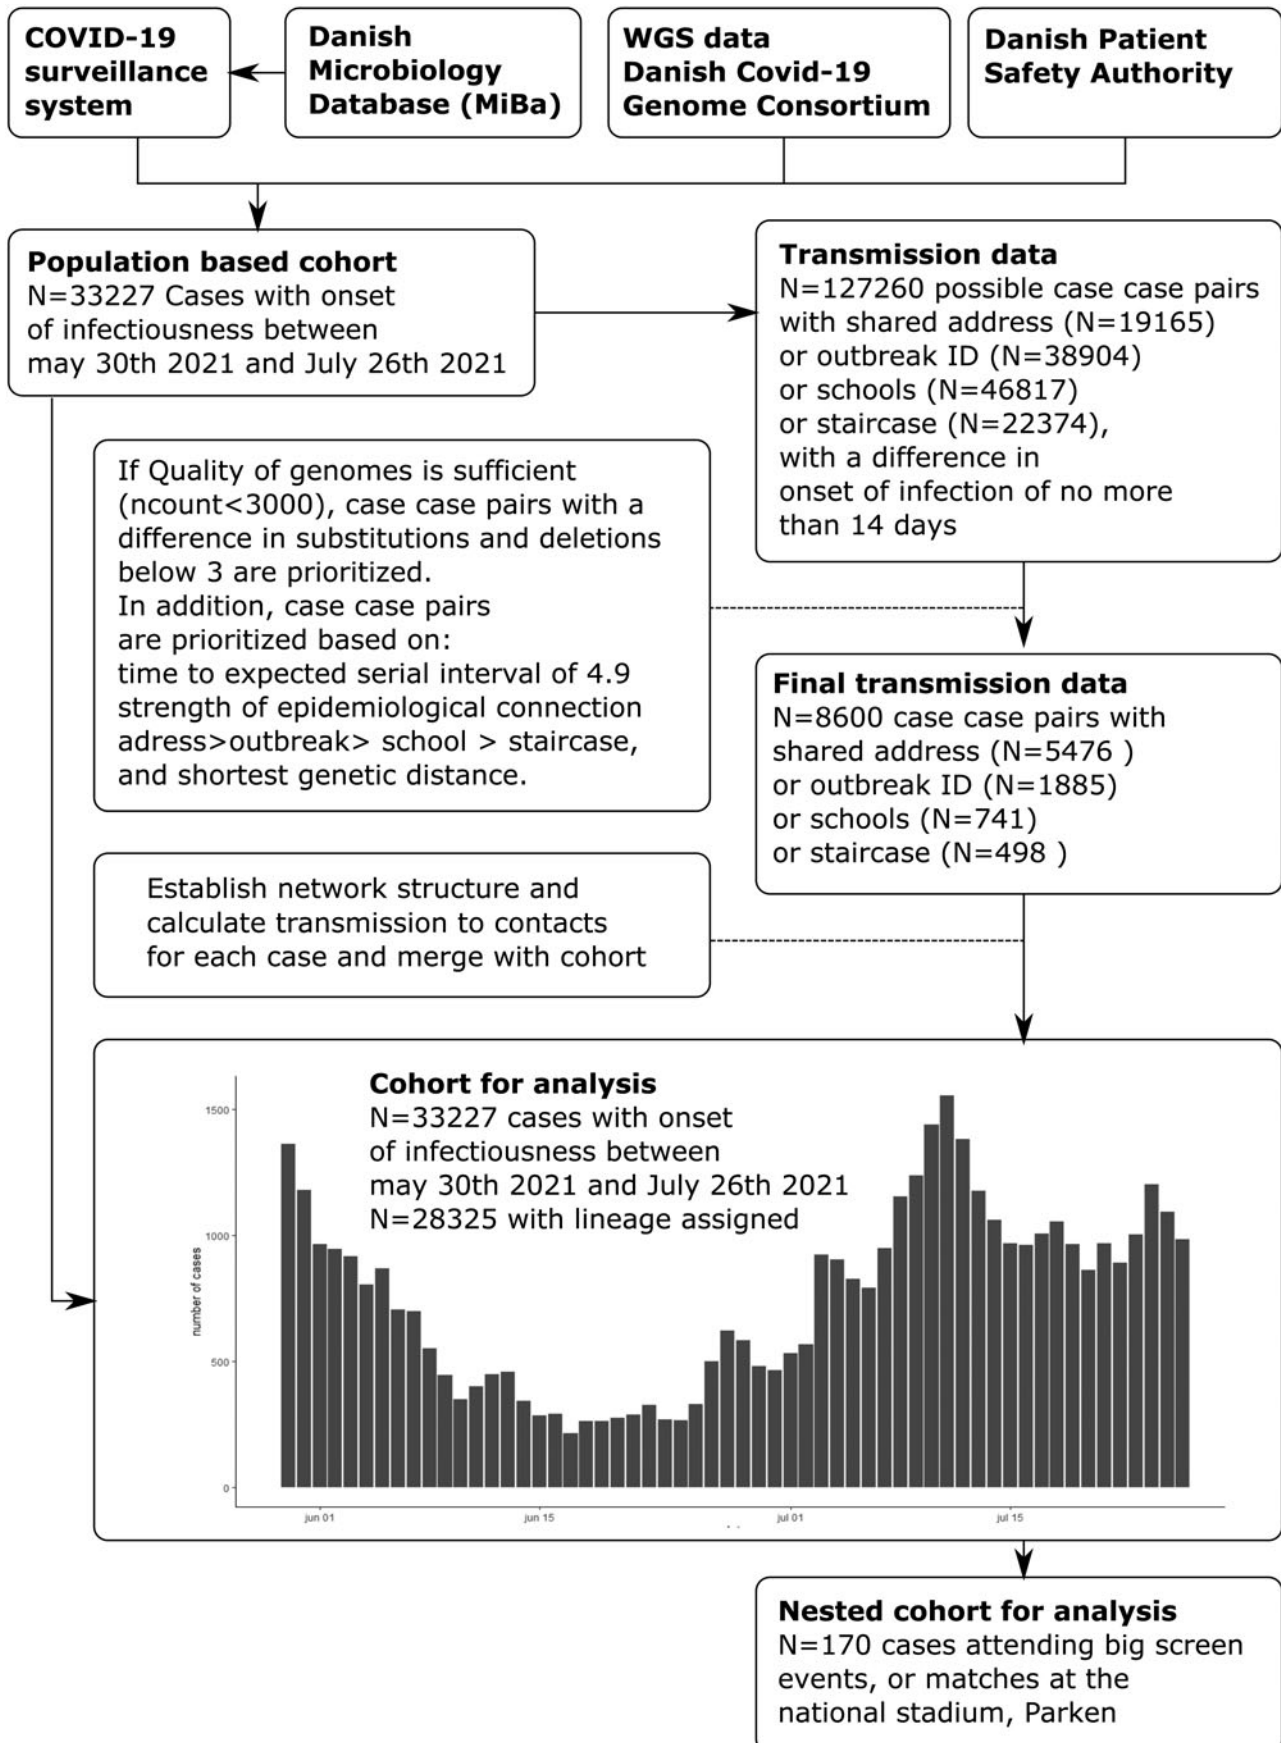 COVID-19
surveillance
system
Danish
Microbiology
Database (MiBa)
WGS data
Danish Covid-19
Genome Consortium
Danish Patient
Safety Authority
Population based cohort
N=33227 Cases with onset
of infectiousness between
may 30th 2021 and July 26th 2021
Transmission data
N=127260 possible case case pairs
with shared address (N=19165)
or outbreak ID (N=38904)
or schools (N=46817)
or staircase (N=22374),
with a difference in
onset of infection of no more
than 14 days
If Quality of genomes is sufficient
(ncount<3000), case case pairs with a
difference in substitutions and deletions
below 3 are prioritized.
In addition, case case pairs
are prioritized based on:
time to expected serial interval of 4.9
strength of epidemiological connection
adress>outbreak> school > staircase,
and shortest genetic distance.
Final transmission data
N=8600 case case pairs with
shared address (N=5476 )
or outbreak ID (N=1885)
or schools (N=741)
or staircase (N=498 )
Establish network structure and
calculate transmission to contacts
for each case and merge with cohort
Cohort for analysis
N=33227 cases with onset
of infectiousness between
may 30th 2021 and July 26th 2021
N=28325 with lineage assigned
number of cases
1500
1000
500
0
jun 01
jun 15
jul 01
jul 15
Nested cohort for analysis
N=170 cases attending big screen
events, or matches at the
national stadium, Parken